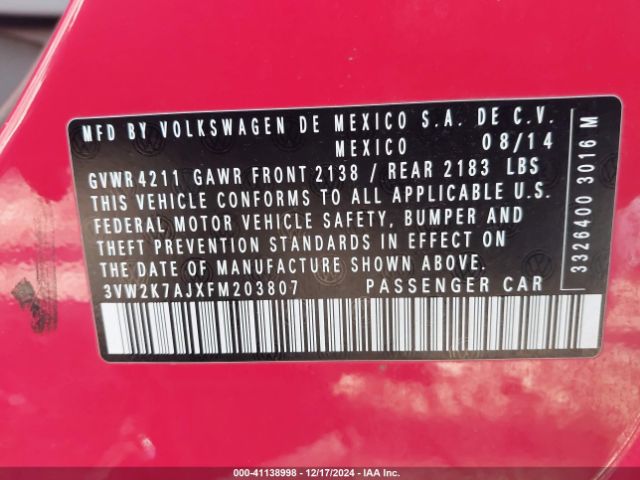 MFD BY VOLKSWAGEN DE MEXICO S.A. DE C.V.
MEXICO 08/14
GVWR 4211 GAWR FRONT 2138 / REAR 2183 LBS
THIS VEHICLE CONFORMS TO ALL APPLICABLE U.S.
FEDERAL MOTOR VEHICLE SAFETY, BUMPER AND
THEFT PREVENTION STANDARDS IN EFFECT ON
THE DATE OF MANUFACTURE SHOWN ABOVE.
3VW2K7AJXFM203807 PASSENGER CAR
3326400 3016 M
000-41138998 - 12/17/2024 - IAA Inc.